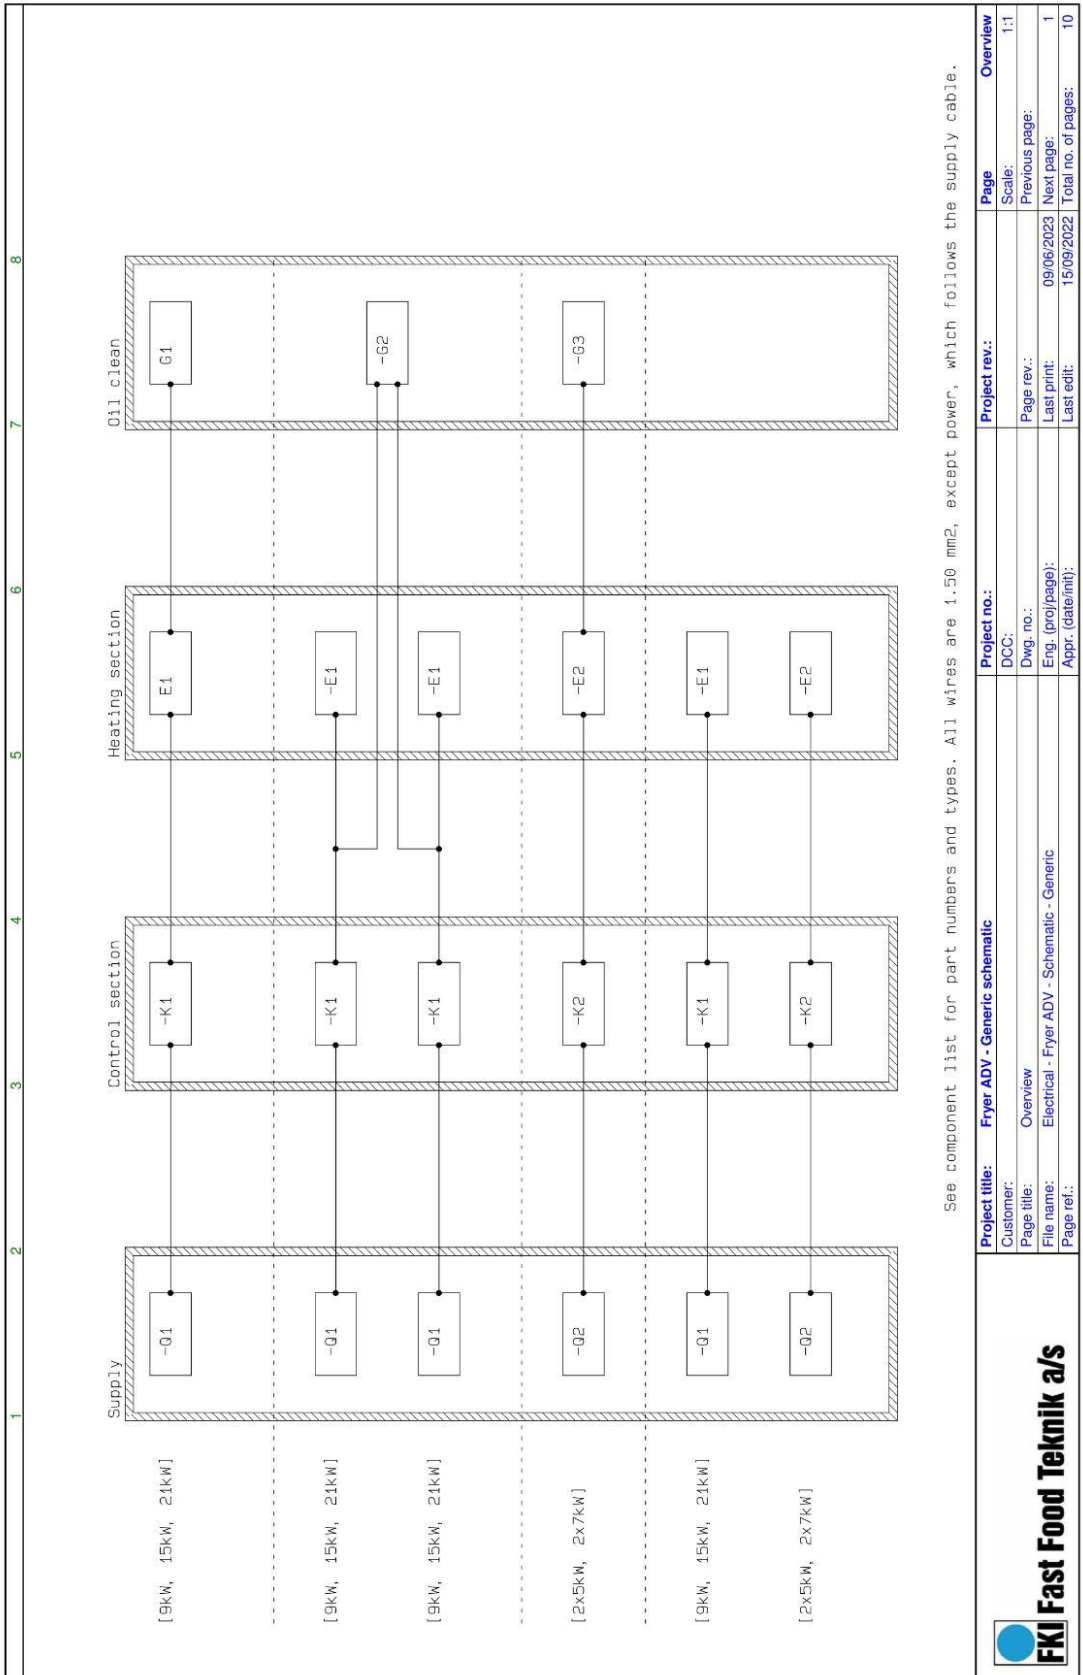 1 2 3 4 5 6 7 8
Supply Control section Heating section Oil clean
[9kW, 15kW, 21kW] -Q1 -K1 E1 G1
[9kW, 15kW, 21kW] -Q1 -K1 -E1
-G2
[9kW, 15kW, 21kW] -Q1 -K1 -E1
[2x5kW, 2x7kW] -Q2 -K2 -E2 -G3
[9kW, 15kW, 21kW] -Q1 -K1 -E1
[2x5kW, 2x7kW] -Q2 -K2 -E2
See component list for part numbers and types. All wires are 1.50 mm2, except power, which follows the supply cable.
FKI Fast Food Teknik a/s
Project title: Fryer ADV - Generic schematic Project no.: Project rev.: Page Overview
Customer: DCC: Scale: 1:1
Page title: Overview Dwg. no.: Page rev.: Previous page:
File name: Electrical - Fryer ADV - Schematic - Generic Eng. (proj/page): Last print: 09/06/2023 Next page: 1
Page ref.: Appr. (date/init): Last edit: 15/09/2022 Total no. of pages: 10